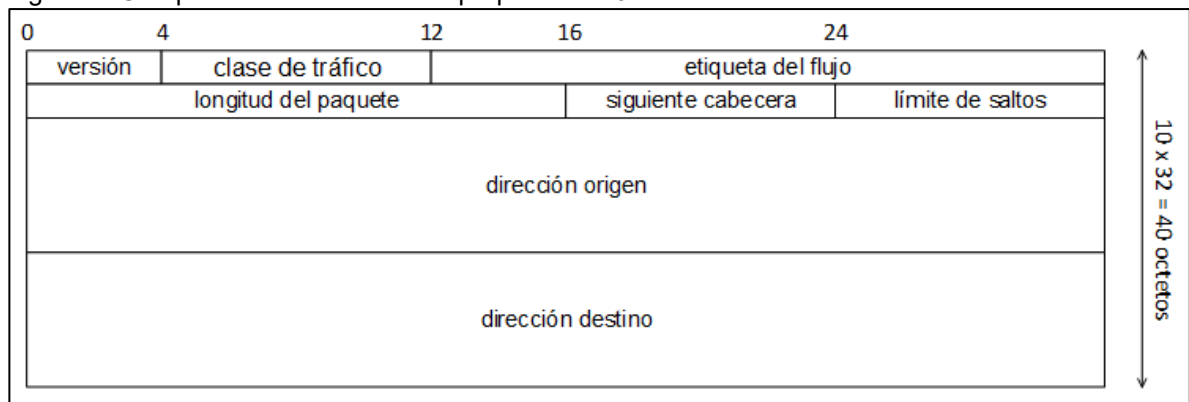 0 4 12 16 24
versión clase de tráfico etiqueta del flujo
longitud del paquete siguiente cabecera límite de saltos
dirección origen
dirección destino
10 x 32 = 40 octetos